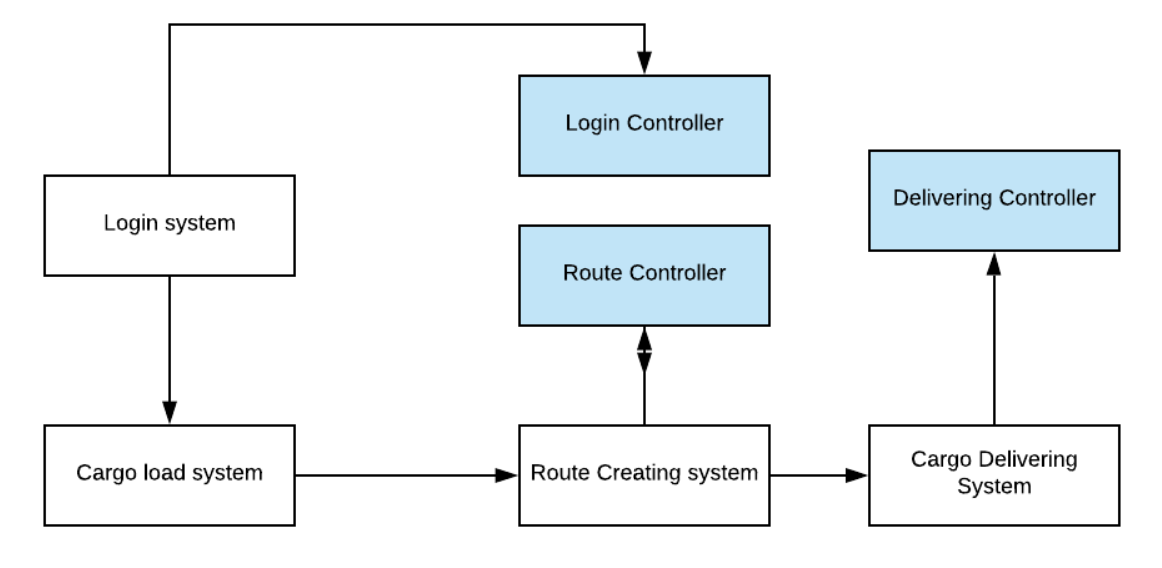 Login Controller
Delivering Controller
Login system
Route Controller
Cargo load system
Route Creating system
Cargo Delivering
System